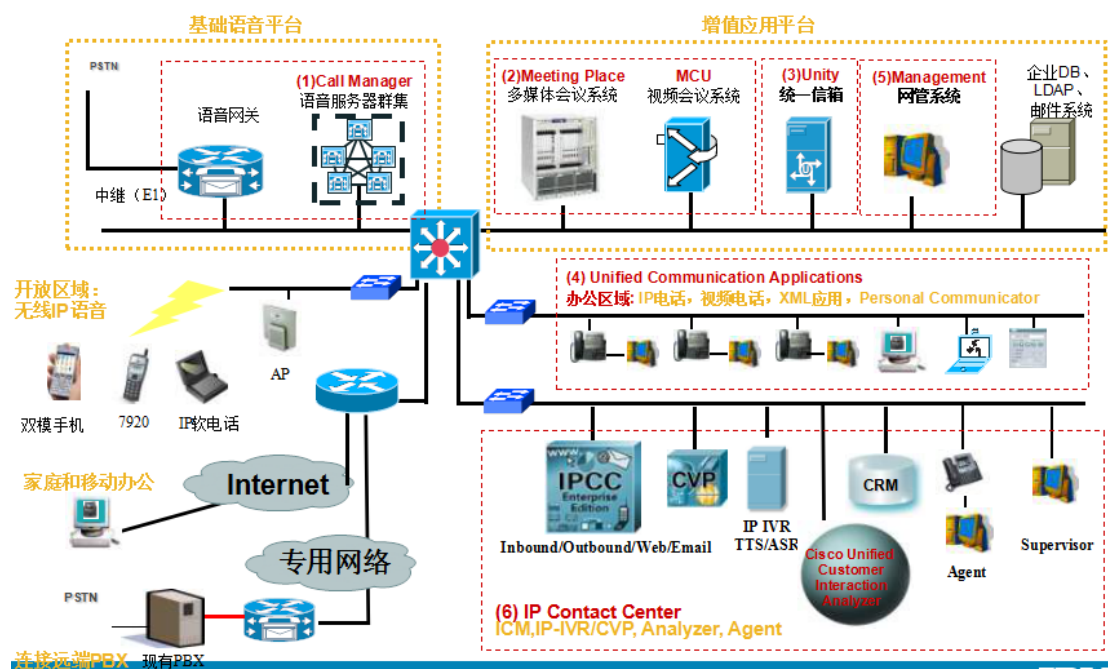 基础语音平台
增值应用平台
PSTN
(1)Call Manager
语音服务器群集
语音网关
中继（E1）
(2)Meeting Place
多媒体会议系统
MCU
视频会议系统
(3)Unity
统一信箱
(5)Management
网管系统
企业DB、
LDAP、
邮件系统
开放区域：
无线IP语音
AP
双模手机
7920
IP软电话
(4) Unified Communication Applications
办公区域: IP电话，视频电话，XML应用，Personal Communicator
家庭和移动办公
Internet
专用网络
PSTN
连接远端PBX
现有PBX
WWW
IPCC
Enterprise
Edition
Inbound/Outbound/Web/Email
CVP
IP IVR
TTS/ASR
CRM
Cisco Unified
Customer
Interaction
Analyzer
Agent
Supervisor
(6) IP Contact Center
ICM,IP-IVR/CVP, Analyzer, Agent